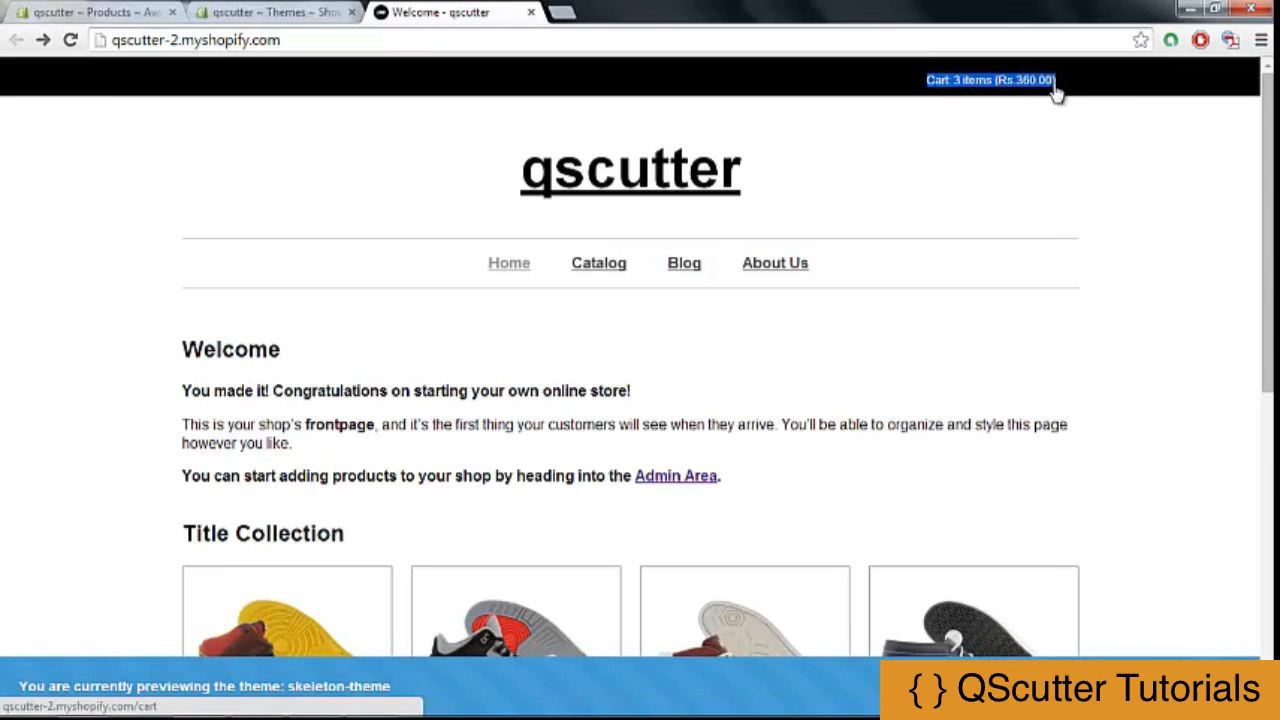 qscutter ~ Products ~ Aw
qscutter ~ Themes ~ Sho
Welcome - qscutter
qscutter-2.myshopify.com
Cart: 3 items (Rs.360.00)
qscutter
Home Catalog Blog About Us
Welcome
You made it! Congratulations on starting your own online store!
This is your shop's frontpage, and it's the first thing your customers will see when they arrive. You'll be able to organize and style this page
however you like.
You can start adding products to your shop by heading into the Admin Area.
Title Collection
You are currently previewing the theme: skeleton-theme
qscutter-2.myshopify.com/cart
{ } QScutter Tutorials